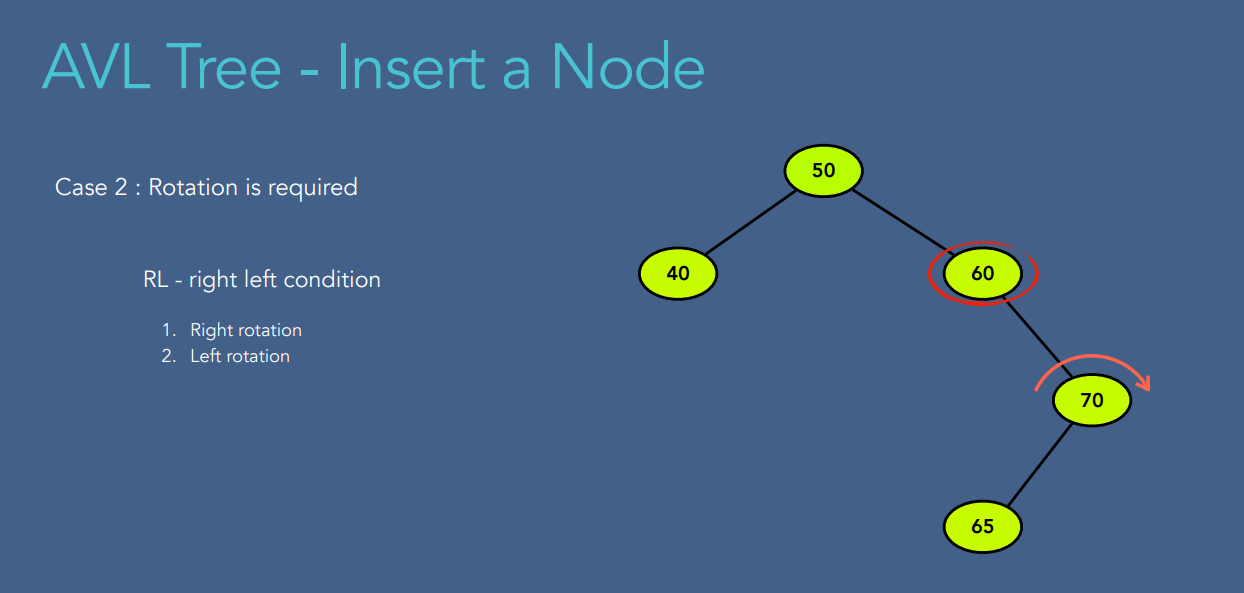 AVL Tree - Insert a Node
Case 2 : Rotation is required
RL - right left condition
1. Right rotation
2. Left rotation
50
40
60
70
65